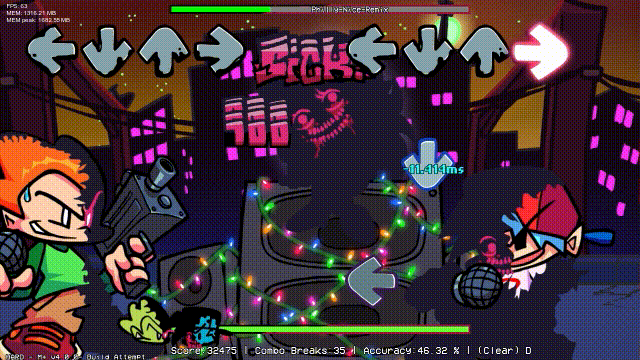 FPS: 63
MEM: 1316.21 MB
MEM peak: 1682.55 MB
SICK!
100
-11.414ms
Score:32475 | Combo Breaks:35 | Accuracy:46.32 % | (Clear) D